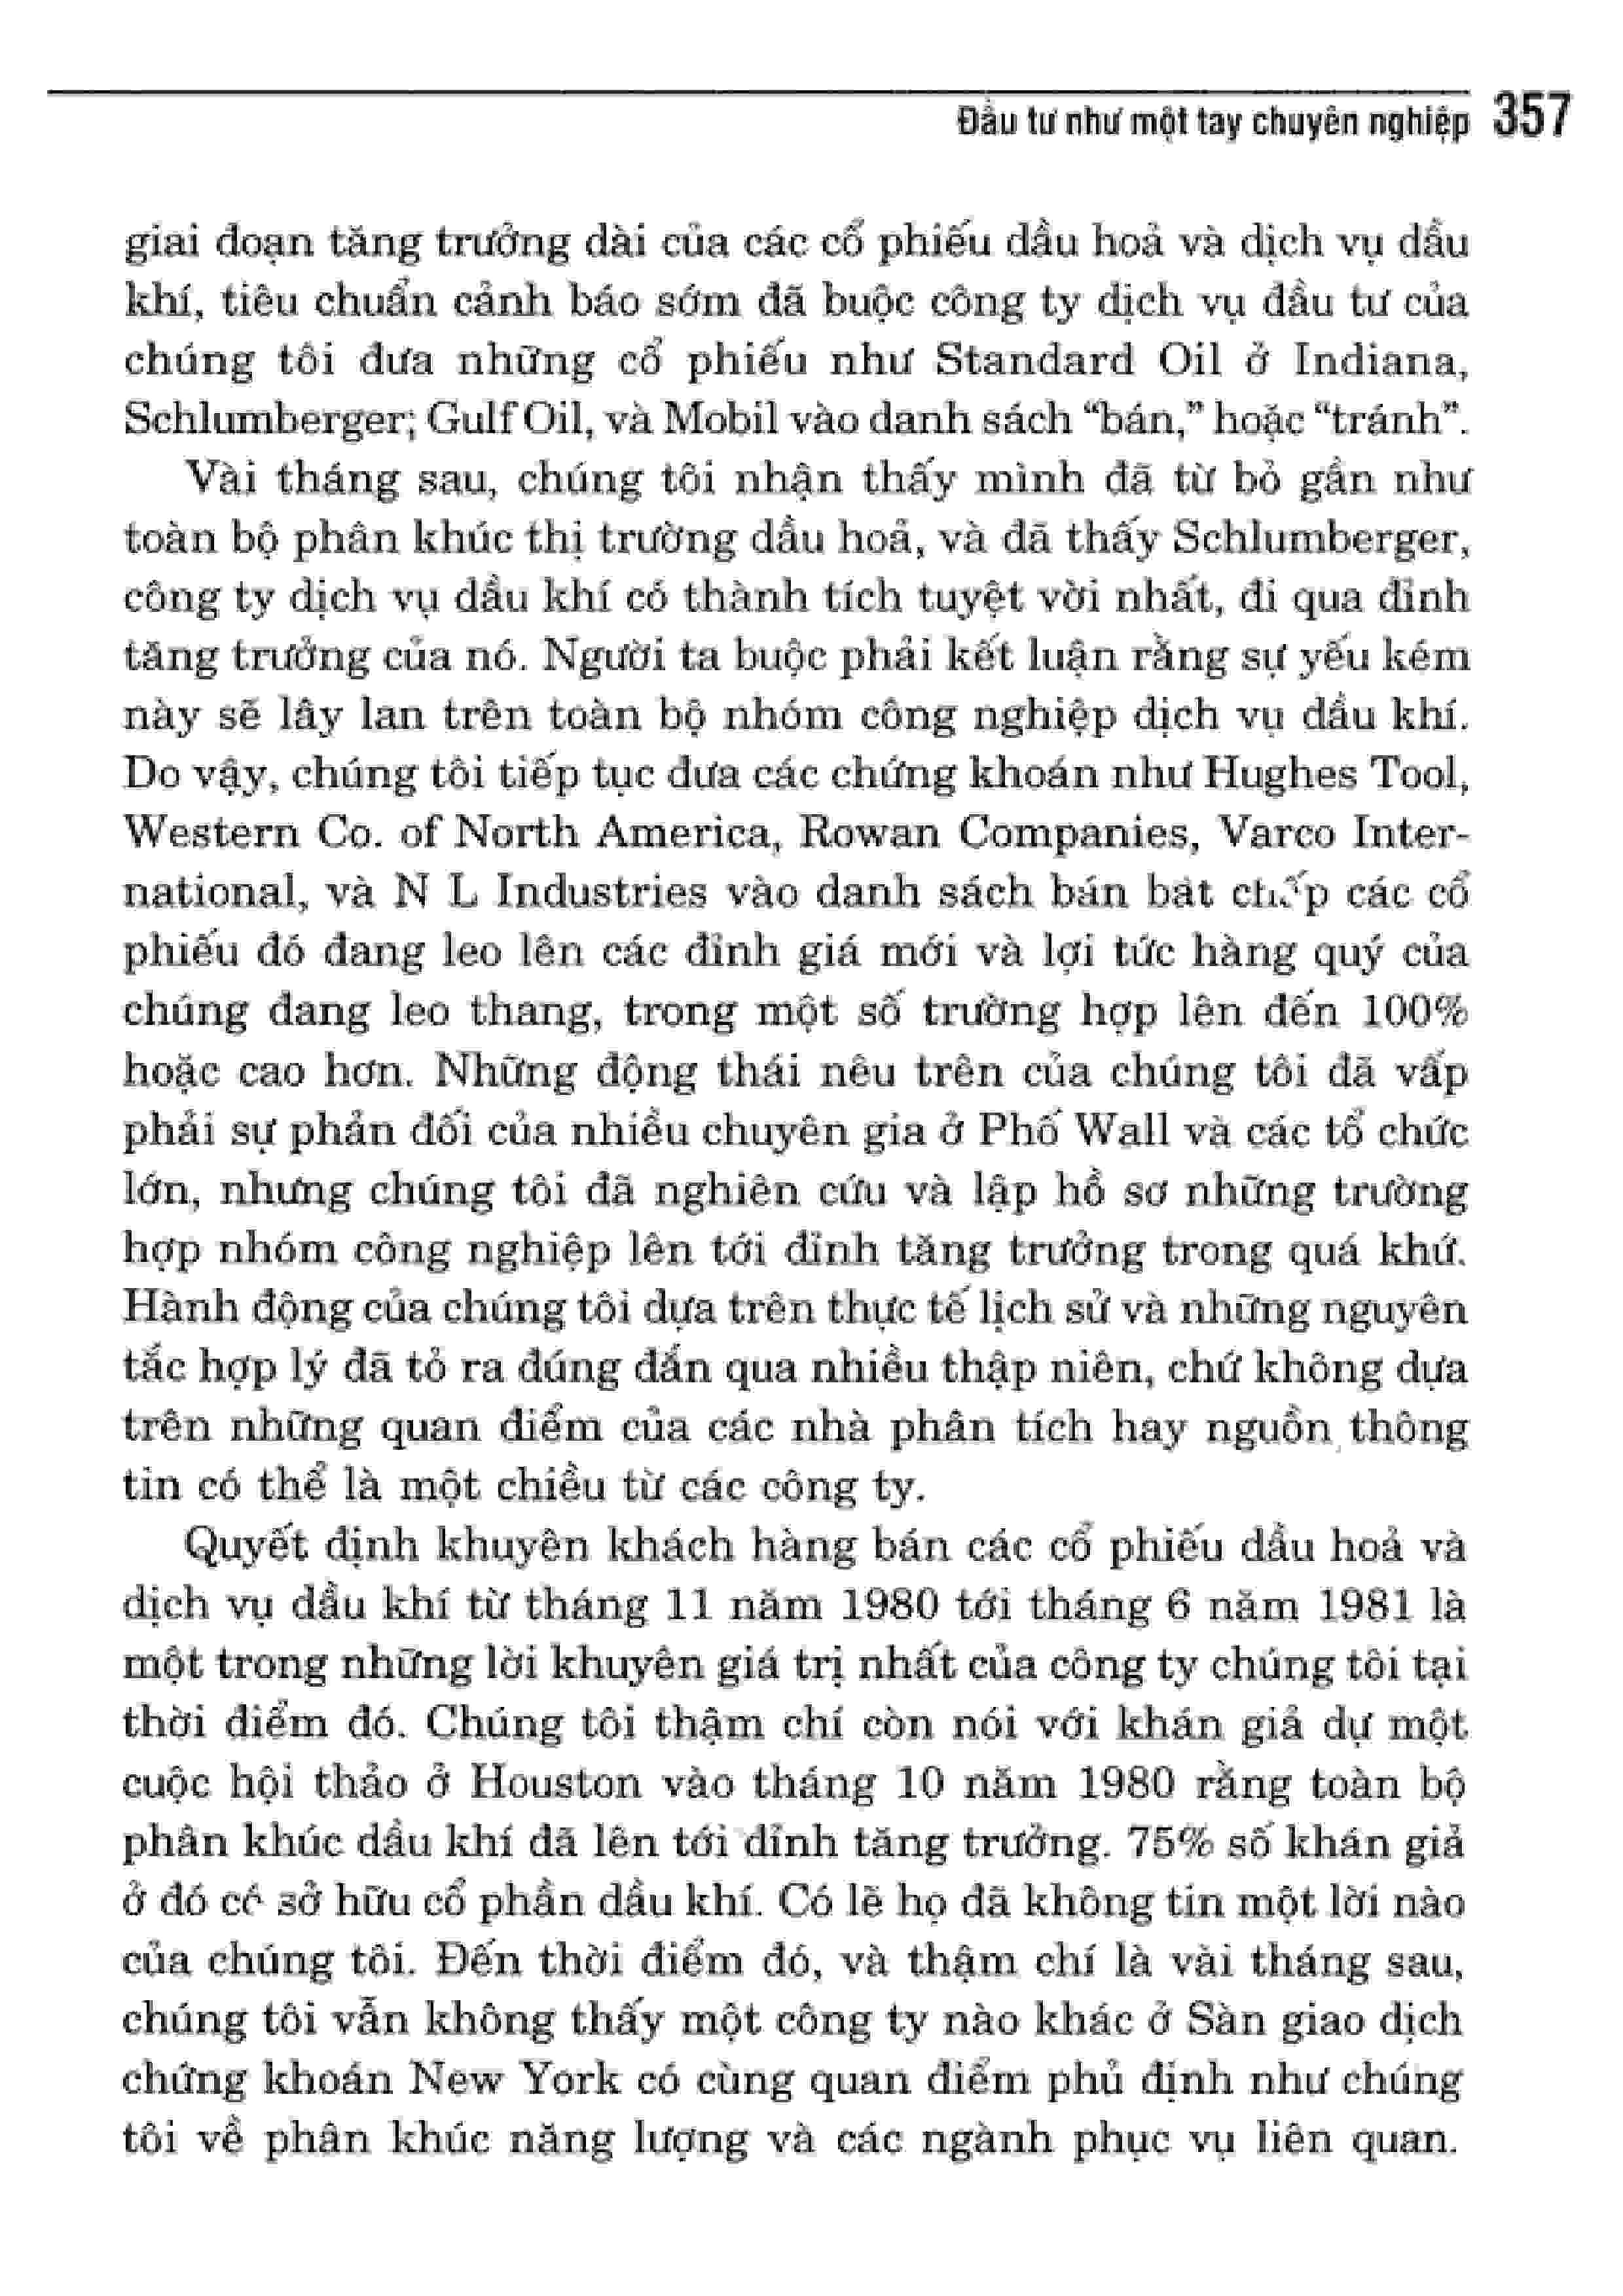 Đầu tư như một tay chuyên nghiệp 357
giai đoạn tăng trưởng dài của các cổ phiếu dầu hoả và dịch vụ dầu
khí, tiêu chuẩn cảnh báo sớm đã buộc công ty dịch vụ đầu tư của
chúng tôi đưa những cổ phiếu như Standard Oil ở Indiana,
Schlumberger; Gulf Oil, và Mobil vào danh sách “bán,” hoặc “tránh”.
Vài tháng sau, chúng tôi nhận thấy mình đã từ bỏ gần như
toàn bộ phân khúc thị trường dầu hoả, và đã thấy Schlumberger,
công ty dịch vụ dầu khí có thành tích tuyệt vời nhất, đi qua đỉnh
tăng trưởng của nó. Người ta buộc phải kết luận rằng sự yếu kém
này sẽ lây lan trên toàn bộ nhóm công nghiệp dịch vụ dầu khí.
Do vậy, chúng tôi tiếp tục đưa các chứng khoán như Hughes Tool,
Western Co. of North America, Rowan Companies, Varco Inter-
national, và N L Industries vào danh sách bán bất chấp các cổ
phiếu đó đang leo lên các đỉnh giá mới và lợi tức hàng quý của
chúng đang leo thang, trong một số trường hợp lên đến 100%
hoặc cao hơn. Những động thái nêu trên của chúng tôi đã vấp
phải sự phản đối của nhiều chuyên gia ở Phố Wall và các tổ chức
lớn, nhưng chúng tôi đã nghiên cứu và lập hồ sơ những trường
hợp nhóm công nghiệp lên tới đỉnh tăng trưởng trong quá khứ.
Hành động của chúng tôi dựa trên thực tế lịch sử và những nguyên
tắc hợp lý đã tỏ ra đúng đắn qua nhiều thập niên, chứ không dựa
trên những quan điểm của các nhà phân tích hay nguồn thông
tin có thể là một chiều từ các công ty.
Quyết định khuyên khách hàng bán các cổ phiếu dầu hoả và
dịch vụ dầu khí từ tháng 11 năm 1980 tới tháng 6 năm 1981 là
một trong những lời khuyên giá trị nhất của công ty chúng tôi tại
thời điểm đó. Chúng tôi thậm chí còn nói với khán giả dự một
cuộc hội thảo ở Houston vào tháng 10 năm 1980 rằng toàn bộ
phân khúc dầu khí đã lên tới đỉnh tăng trưởng. 75% số khán giả
ở đó có sở hữu cổ phần dầu khí. Có lẽ họ đã không tin một lời nào
của chúng tôi. Đến thời điểm đó, và thậm chí là vài tháng sau,
chúng tôi vẫn không thấy một công ty nào khác ở Sàn giao dịch
chứng khoán New York có cùng quan điểm phủ định như chúng
tôi về phân khúc năng lượng và các ngành phục vụ liên quan.